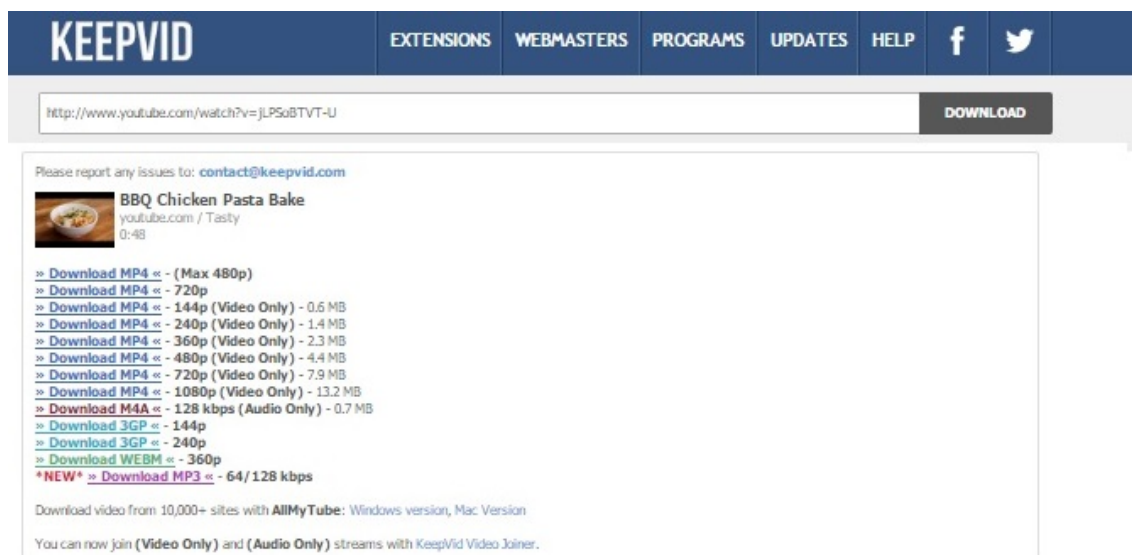 KEEPVID
EXTENSIONS WEBMASTERS PROGRAMS UPDATES HELP f
http://www.youtube.com/watch?v=jLPSoBTVT-U
DOWNLOAD
Please report any issues to: contact@keepvid.com
BBQ Chicken Pasta Bake
youtube.com / Tasty
0:48
» Download MP4 « - (Max 480p)
» Download MP4 « - 720p
» Download MP4 « - 144p (Video Only) - 0.6 MB
» Download MP4 « - 240p (Video Only) - 1.4 MB
» Download MP4 « - 360p (Video Only) - 2.3 MB
» Download MP4 « - 480p (Video Only) - 4.4 MB
» Download MP4 « - 720p (Video Only) - 7.9 MB
» Download MP4 « - 1080p (Video Only) - 13.2 MB
» Download M4A « - 128 kbps (Audio Only) - 0.7 MB
» Download 3GP « - 144p
» Download 3GP « - 240p
» Download WEBM « - 360p
*NEW* » Download MP3 « - 64/128 kbps
Download video from 10,000+ sites with AllMyTube: Windows version, Mac Version
You can now join (Video Only) and (Audio Only) streams with KeepVid Video Joiner.